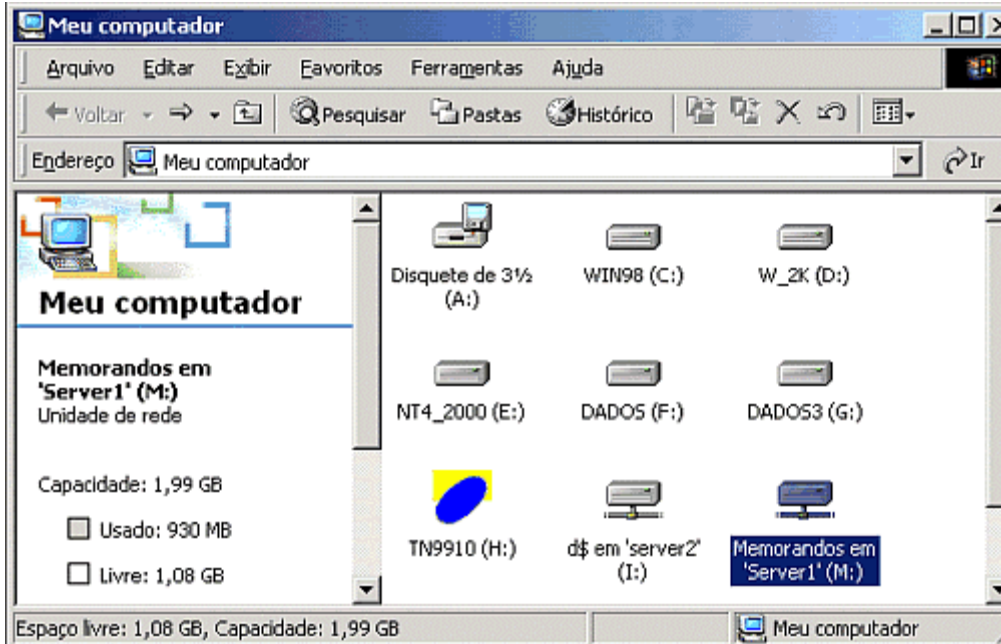 Meu computador
Arquivo Editar Exibir Favoritos Ferramentas Ajuda
Voltar Pesquisar Pastas Histórico
Endereço Meu computador Ir
Meu computador
Memorandos em
'Server1' (M:)
Unidade de rede
Capacidade: 1,99 GB
Usado: 930 MB
Livre: 1,08 GB
Disquete de 3½
(A:)
WIN98 (C:)
W_2K (D:)
NT4_2000 (E:)
DADOS (F:)
DADOS3 (G:)
TN9910 (H:)
d$ em 'server2'
(I:)
Memorandos em
'Server1' (M:)
Espaço livre: 1,08 GB, Capacidade: 1,99 GB
Meu computador